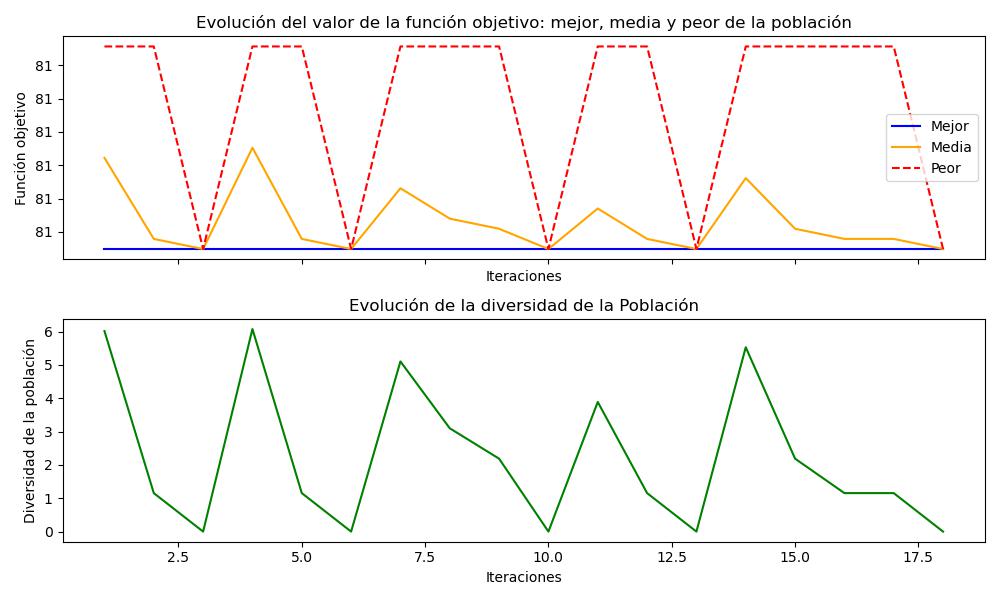 Evolución del valor de la función objetivo: mejor, media y peor de la población
Función objetivo
81
81
81
81
81
81
Mejor
Media
Peor
Iteraciones
Evolución de la diversidad de la Población
Diversidad de la población
6
5
4
3
2
1
0
2.5 5.0 7.5 10.0 12.5 15.0 17.5
Iteraciones